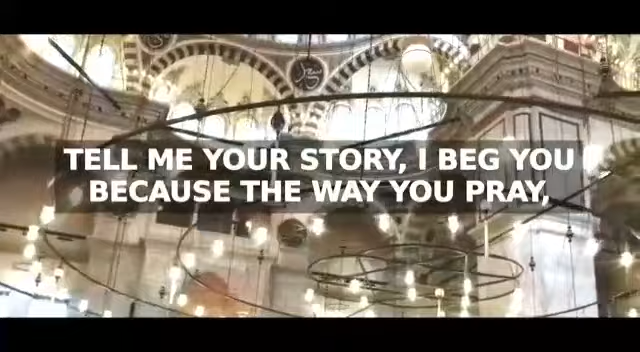 TELL ME YOUR STORY, I BEG YOU
BECAUSE THE WAY YOU PRAY,